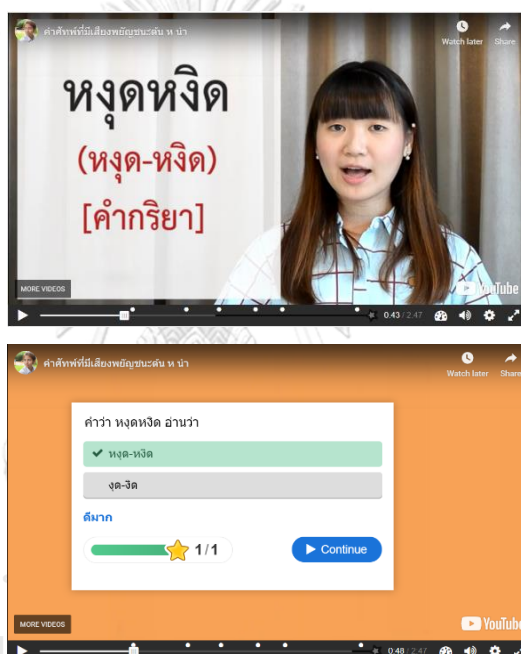 คำศัพท์ที่มีเสียงพยัญชนะต้น ห นำ
Watch later Share
หงุดหงิด
(หงุด-หงิด)
[คำกริยา]
MORE VIDEOS
YouTube
0:43 / 2:47
คำศัพท์ที่มีเสียงพยัญชนะต้น ห นำ
Watch later Share
คำว่า หงุดหงิด อ่านว่า
หงุด-หงิด
งุด-งิด
ดีมาก
1/1
Continue
MORE VIDEOS
YouTube
0:48 / 2:47